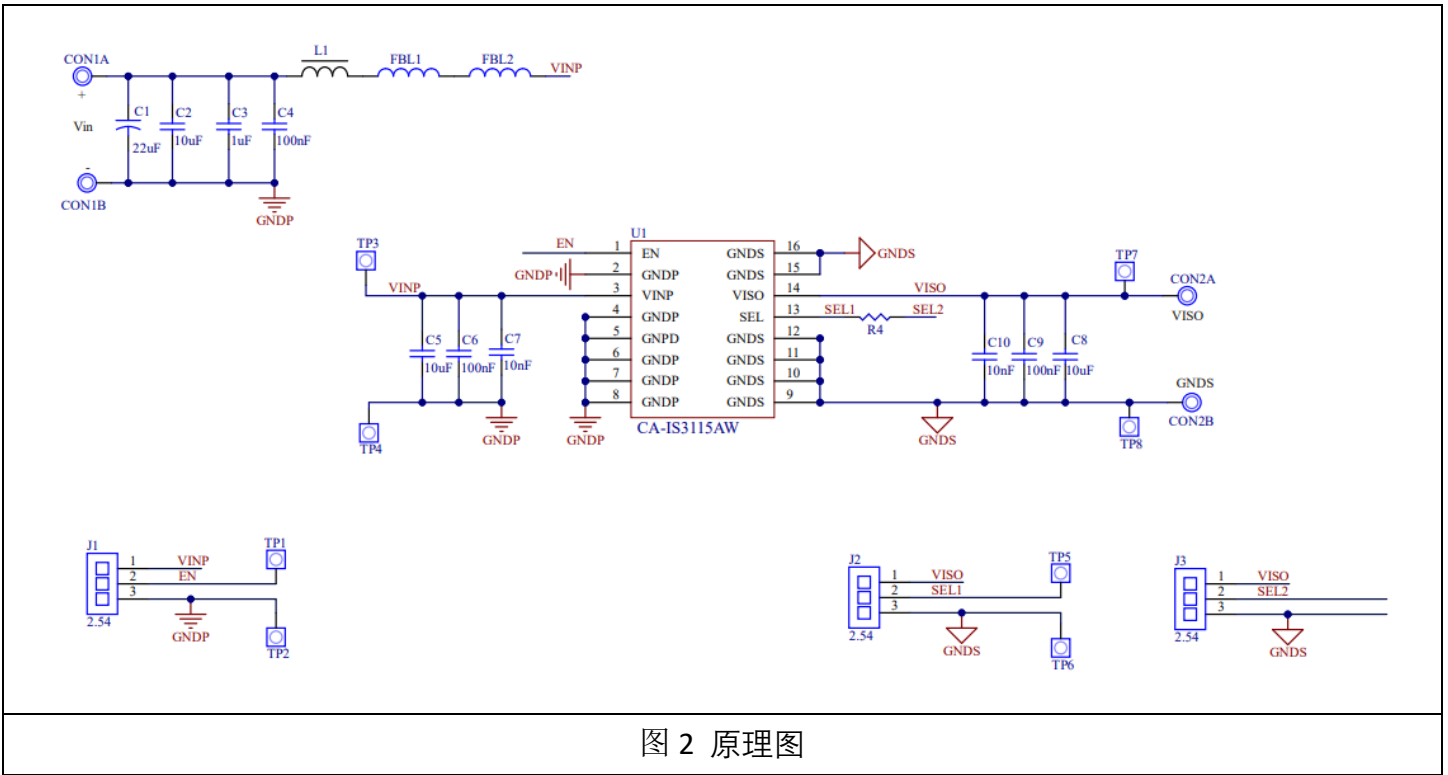 CON1A
+
Vin
-
CON1B
C1
22uF
C2
10uF
C3
1uF
C4
100nF
GNDP
L1
FBL1
FBL2
VINP
TP3
VINP
C5
10uF
C6
100nF
C7
10nF
TP4
GNDP
GNDP
EN
GNDP
U1
1 EN
2 GNDP
3 VINP
4 GNDP
5 GNPD
6 GNDP
7 GNDP
8 GNDP
GNDS 16
GNDS 15
VISO 14
SEL 13
GNDS 12
GNDS 11
GNDS 10
GNDS 9
CA-IS3115AW
GNDS
VISO
SEL1
R4
SEL2
TP7
CON2A
VISO
C10
10nF
C9
100nF
C8
10uF
GNDS
CON2B
GNDS
TP8
J1
1 VINP
2 EN
3
2.54
GNDP
TP1
TP2
J2
1 VISO
2 SEL1
3
2.54
GNDS
TP5
TP6
J3
1 VISO
2 SEL2
3
2.54
GNDS
图 2 原理图